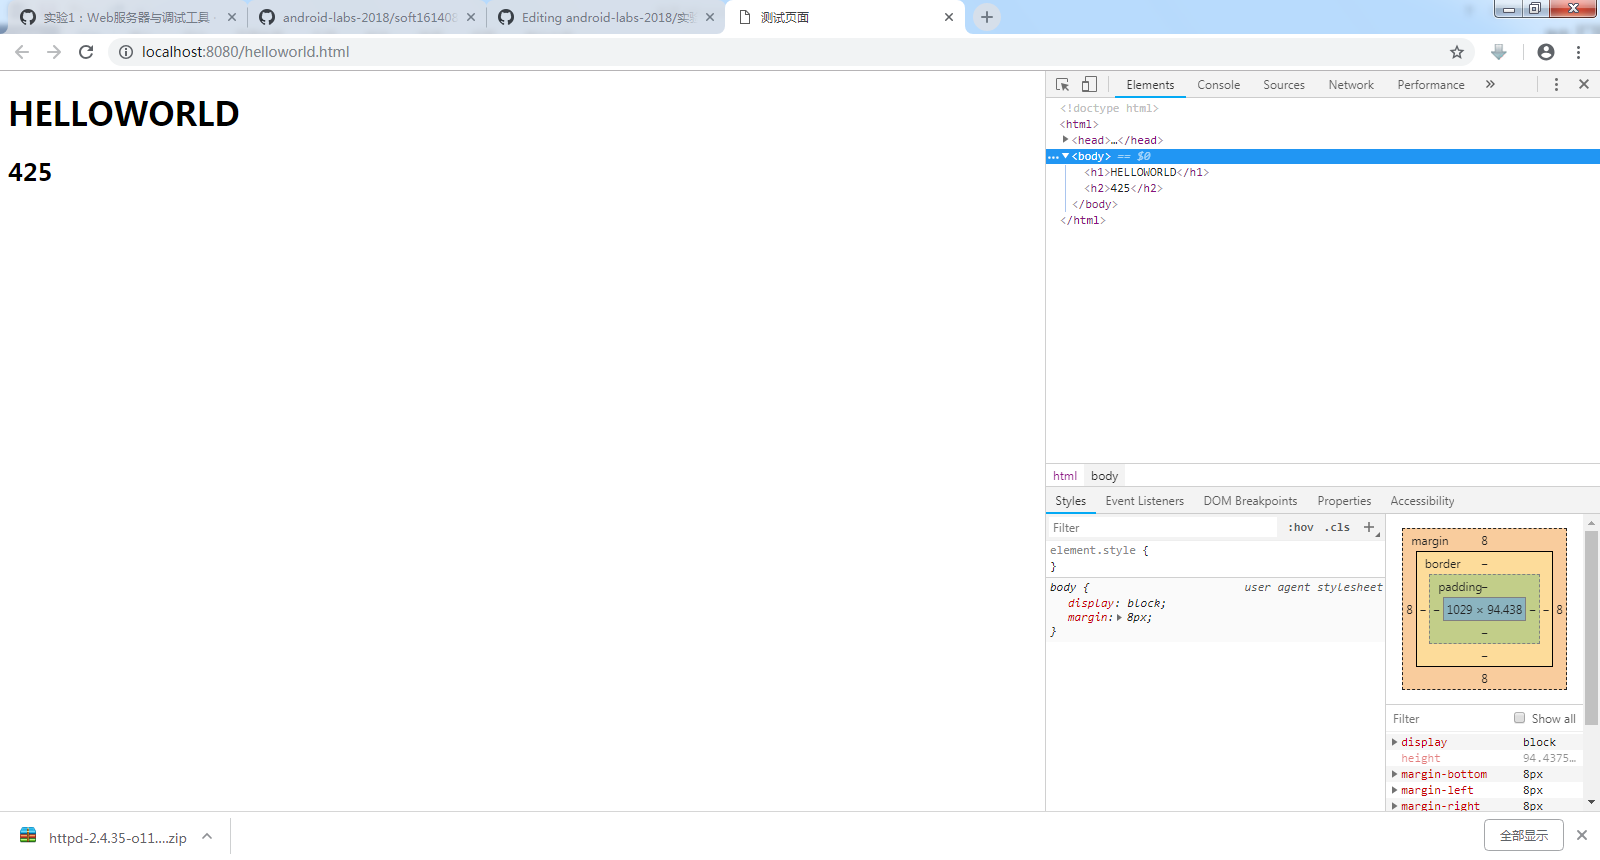 实验1：Web服务器与调试工具
android-labs-2018/soft161408
Editing android-labs-2018/实验
测试页面
localhost:8080/helloworld.html
HELLOWORLD
425
Elements Console Sources Network Performance »
<!doctype html>
<html>
<head>…</head>
<body> == $0
<h1>HELLOWORLD</h1>
<h2>425</h2>
</body>
</html>
html body
Styles Event Listeners DOM Breakpoints Properties Accessibility
Filter :hov .cls +
element.style {
}
body { user agent stylesheet
display: block;
margin: 8px;
}
margin 8
border –
padding –
8 – – 1029 × 94.438 – – 8
–
–
8
Filter Show all
display block
height 94.4375…
margin-bottom 8px
margin-left 8px
margin-right 8px
httpd-2.4.35-o11....zip
全部显示